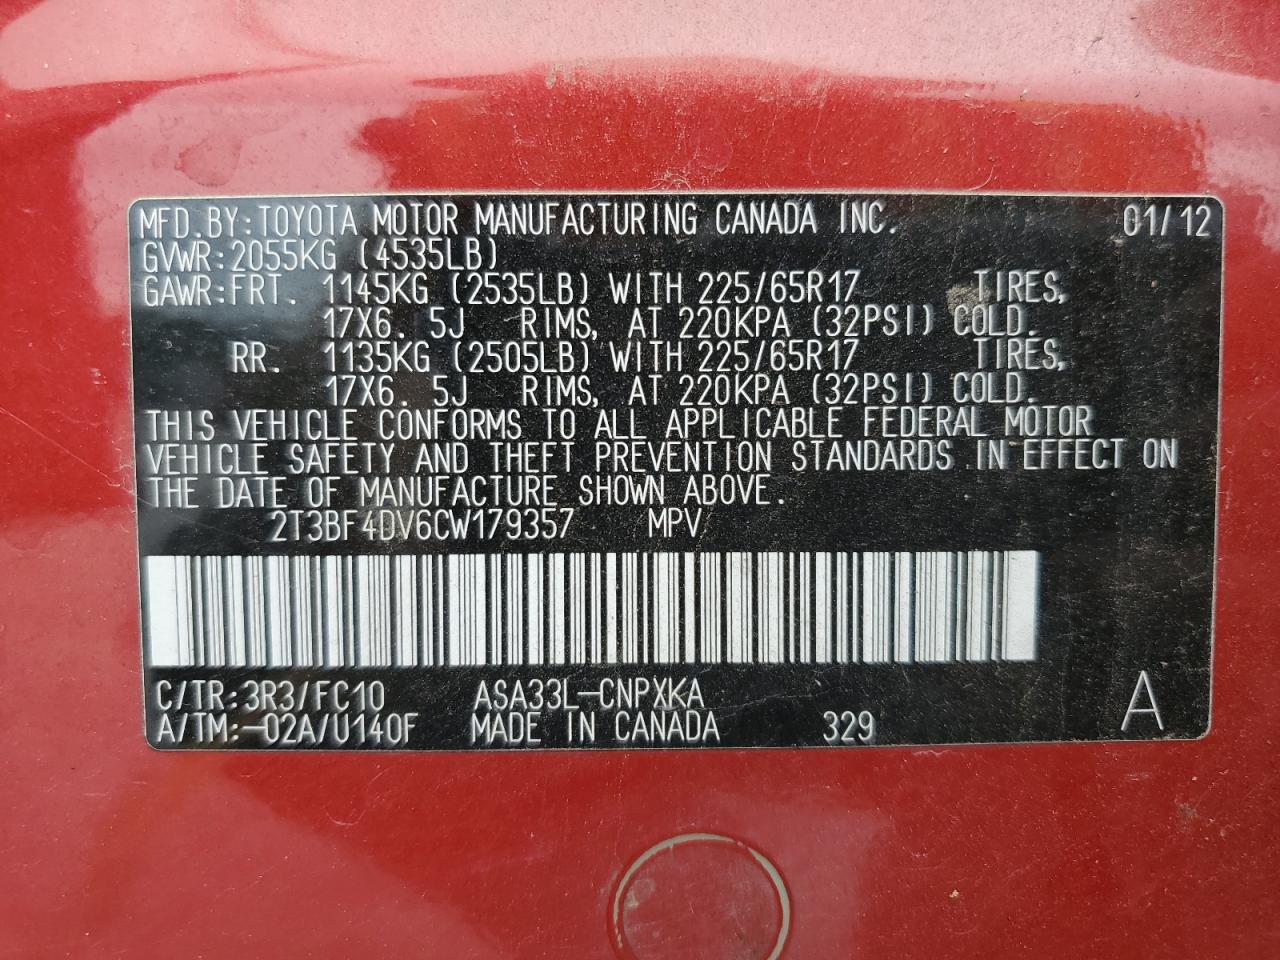 MFD.BY:TOYOTA MOTOR MANUFACTURING CANADA INC. 01/12
GVWR:2055KG (4535LB)
GAWR:FRT. 1145KG (2535LB) WITH 225/65R17 TIRES,
17X6. 5J RIMS, AT 220KPA (32PSI) COLD.
RR. 1135KG (2505LB) WITH 225/65R17 TIRES,
17X6. 5J RIMS, AT 220KPA (32PSI) COLD.
THIS VEHICLE CONFORMS TO ALL APPLICABLE FEDERAL MOTOR
VEHICLE SAFETY AND THEFT PREVENTION STANDARDS IN EFFECT ON
THE DATE OF MANUFACTURE SHOWN ABOVE.
2T3BF4DV6CW179357 MPV
C/TR:3R3/FC10 ASA33L-CNPXKA
A/TM:-02A/U140F MADE IN CANADA 329 A